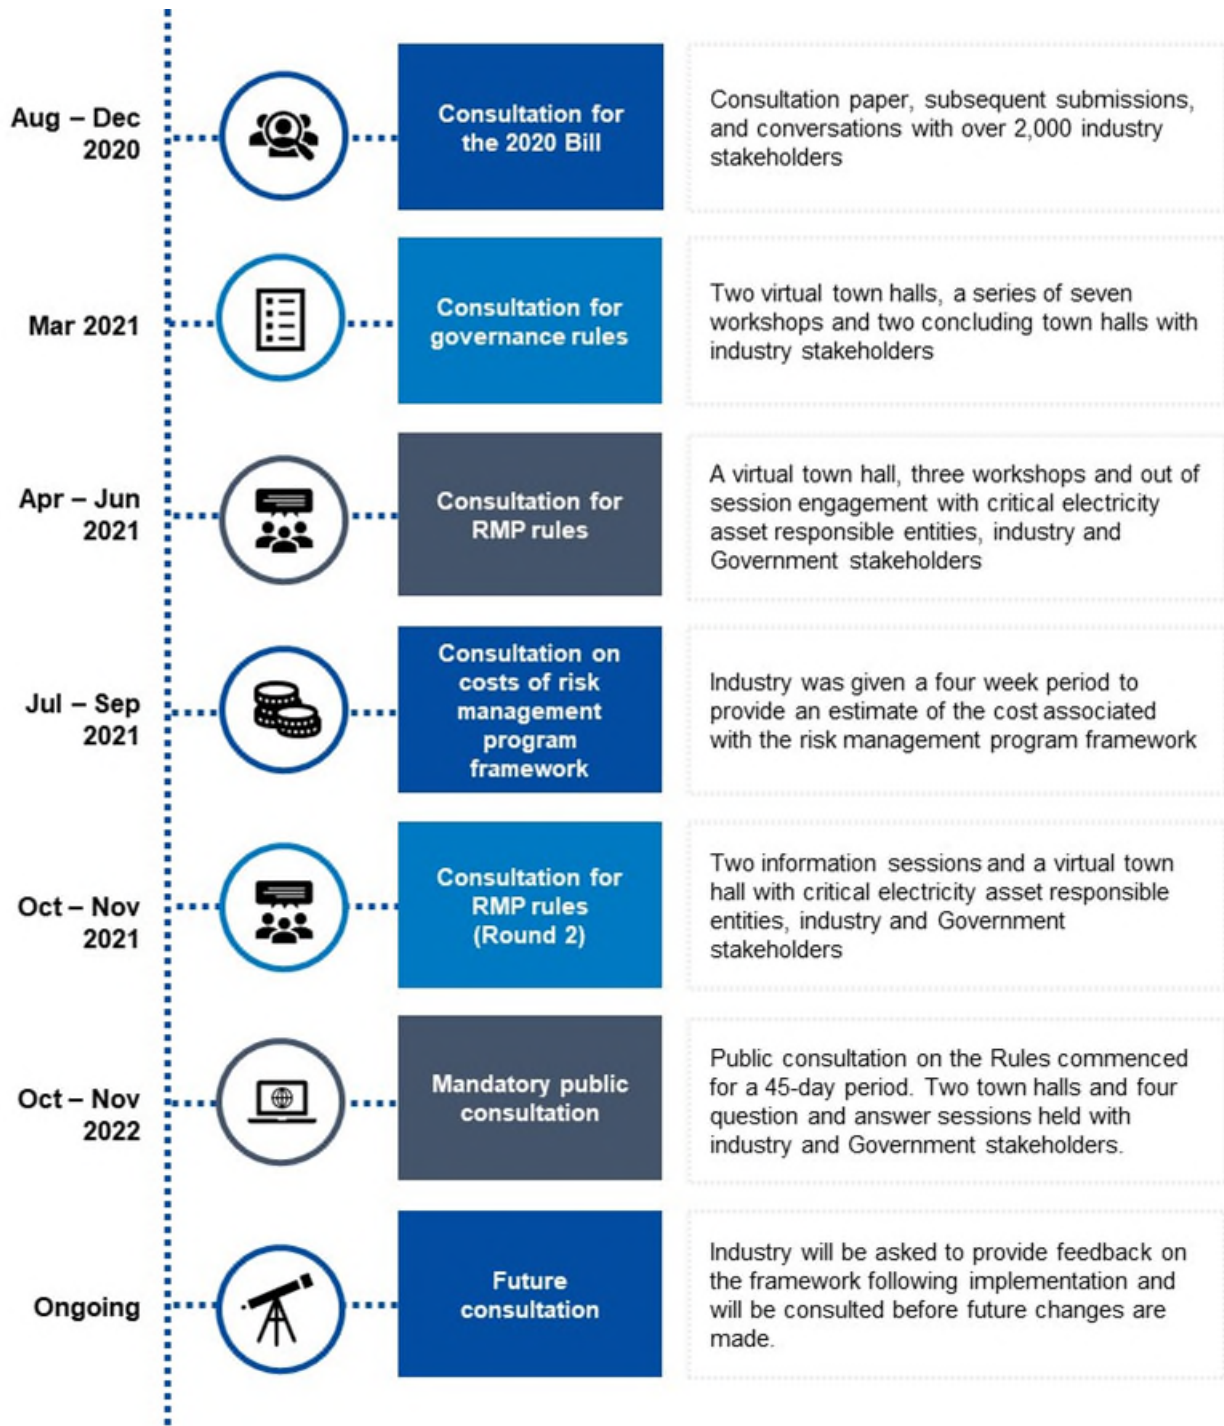 Aug – Dec
2020
Consultation for
the 2020 Bill
Consultation paper, subsequent submissions,
and conversations with over 2,000 industry
stakeholders
Mar 2021
Consultation for
governance rules
Two virtual town halls, a series of seven
workshops and two concluding town halls with
industry stakeholders
Apr – Jun
2021
Consultation for
RMP rules
A virtual town hall, three workshops and out of
session engagement with critical electricity
asset responsible entities, industry and
Government stakeholders
Jul – Sep
2021
Consultation on
costs of risk
management
program
framework
Industry was given a four week period to
provide an estimate of the cost associated
with the risk management program framework
Oct – Nov
2021
Consultation for
RMP rules
(Round 2)
Two information sessions and a virtual town
hall with critical electricity asset responsible
entities, industry and Government
stakeholders
Oct – Nov
2022
Mandatory public
consultation
Public consultation on the Rules commenced
for a 45-day period. Two town halls and four
question and answer sessions held with
industry and Government stakeholders.
Ongoing
Future
consultation
Industry will be asked to provide feedback on
the framework following implementation and
will be consulted before future changes are
made.